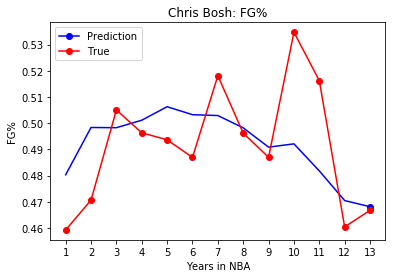 Chris Bosh: FG%
Prediction
True
FG%
0.53
0.52
0.51
0.50
0.49
0.48
0.47
0.46
1 2 3 4 5 6 7 8 9 10 11 12 13
Years in NBA